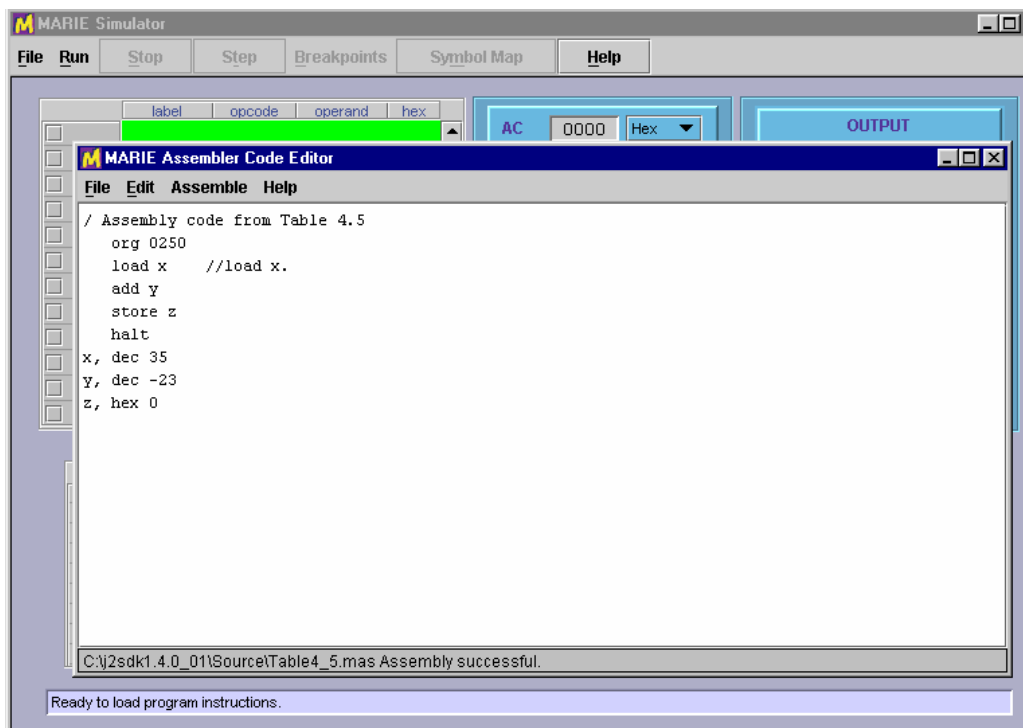 MARIE Simulator
File Run Stop Step Breakpoints Symbol Map Help
label opcode operand hex
AC 0000 Hex
OUTPUT
MARIE Assembler Code Editor
File Edit Assemble Help
/ Assembly code from Table 4.5
org 0250
load x //load x.
add y
store z
halt
x, dec 35
y, dec -23
z, hex 0
C:\j2sdk1.4.0_01\Source\Table4_5.mas Assembly successful.
Ready to load program instructions.